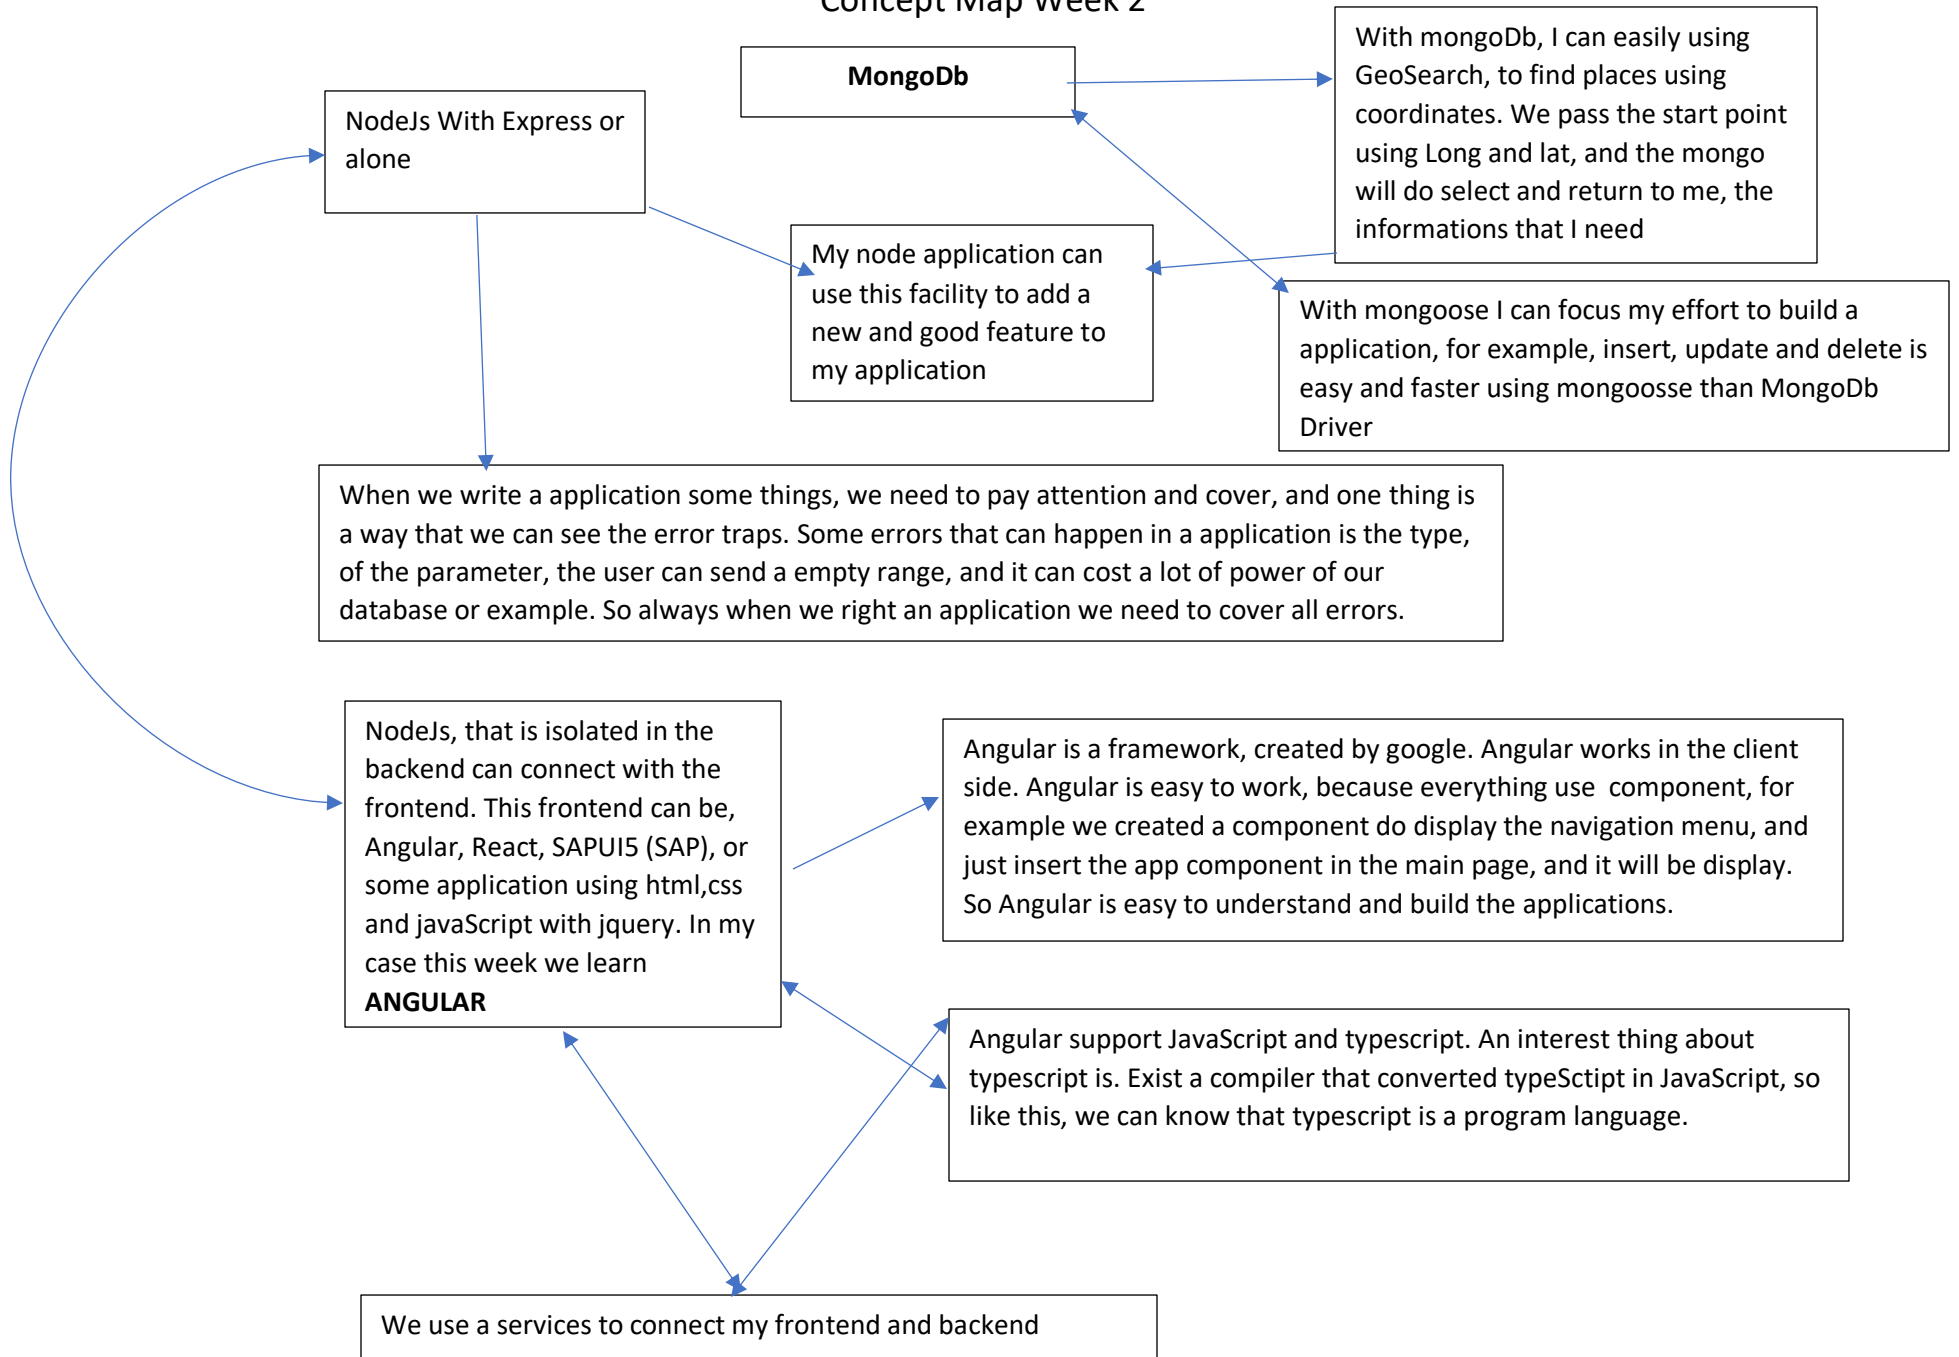 Concept Map Week 2
MongoDb
With mongoDb, I can easily using
GeoSearch, to find places using
coordinates. We pass the start point
using Long and lat, and the mongo
will do select and return to me, the
informations that I need
NodeJs With Express or
alone
My node application can
use this facility to add a
new and good feature to
my application
With mongoose I can focus my effort to build a
application, for example, insert, update and delete is
easy and faster using mongoosse than MongoDb
Driver
When we write a application some things, we need to pay attention and cover, and one thing is
a way that we can see the error traps. Some errors that can happen in a application is the type,
of the parameter, the user can send a empty range, and it can cost a lot of power of our
database or example. So always when we right an application we need to cover all errors.
NodeJs, that is isolated in the
backend can connect with the
frontend. This frontend can be,
Angular, React, SAPUI5 (SAP), or
some application using html,css
and javaScript with jquery. In my
case this week we learn
ANGULAR
Angular is a framework, created by google. Angular works in the client
side. Angular is easy to work, because everything use  component, for
example we created a component do display the navigation menu, and
just insert the app component in the main page, and it will be display.
So Angular is easy to understand and build the applications.
Angular support JavaScript and typescript. An interest thing about
typescript is. Exist a compiler that converted typeSctipt in JavaScript, so
like this, we can know that typescript is a program language.
We use a services to connect my frontend and backend